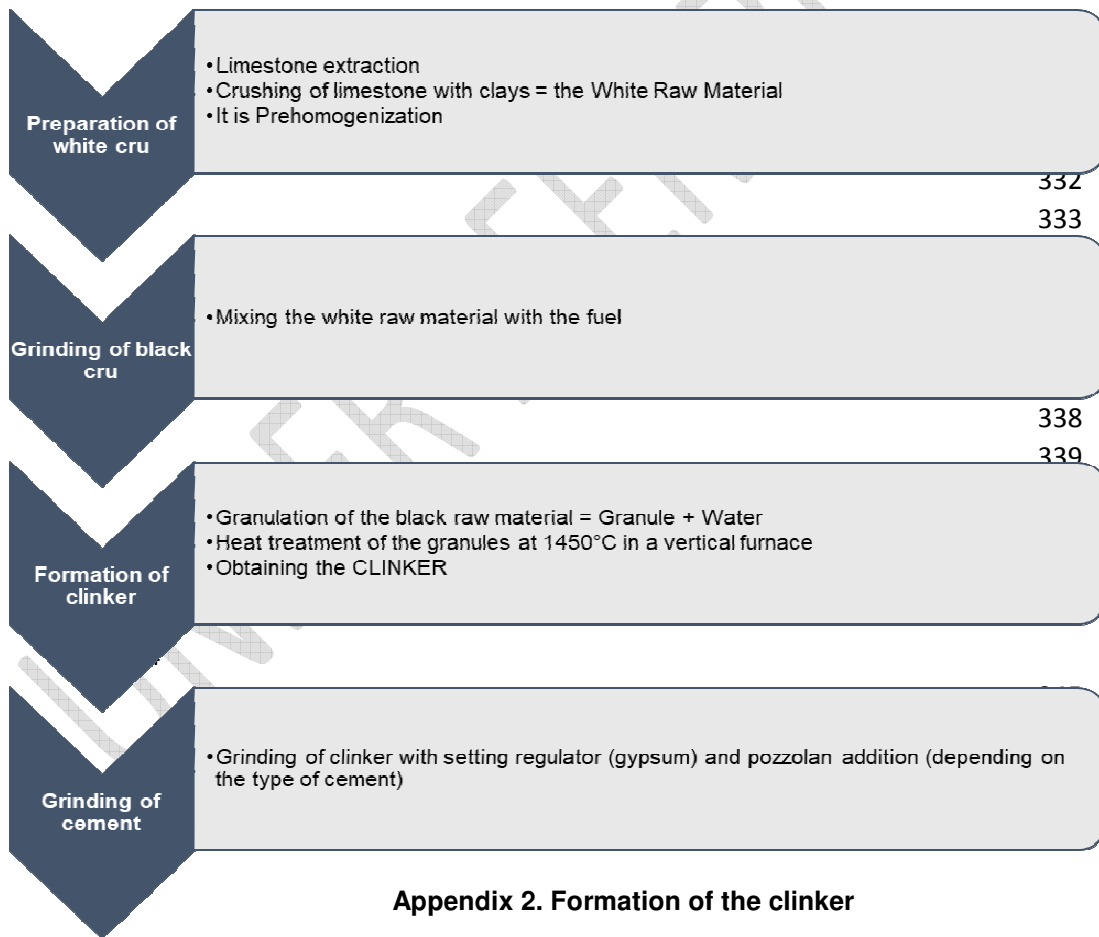 Preparation of
white cru
•Limestone extraction
•Crushing of limestone with clays = the White Raw Material
•It is Prehomogenization
332
333
Grinding of black
cru
•Mixing the white raw material with the fuel
338
339
Formation of
clinker
•Granulation of the black raw material = Granule + Water
•Heat treatment of the granules at 1450°C in a vertical furnace
•Obtaining the CLINKER
Grinding of
cement
•Grinding of clinker with setting regulator (gypsum) and pozzolan addition (depending on
the type of cement)
Appendix 2. Formation of the clinker